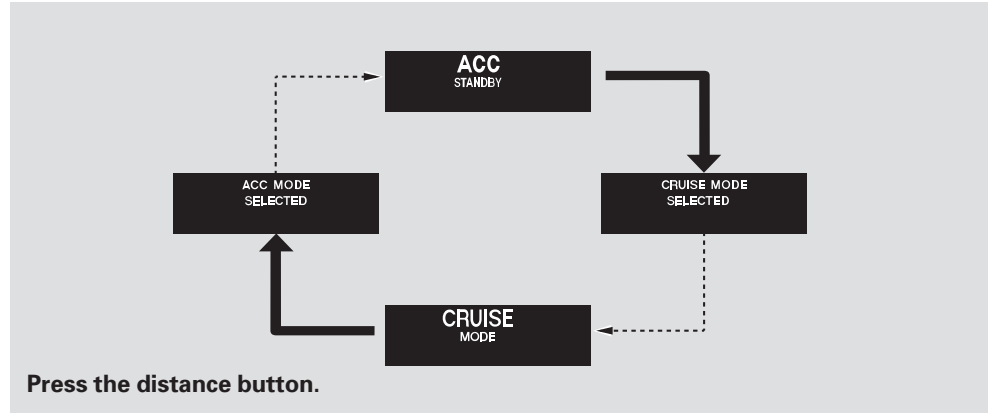 ACC
STANDBY
ACC MODE
SELECTED
CRUISE MODE
SELECTED
CRUISE
MODE
Press the distance button.